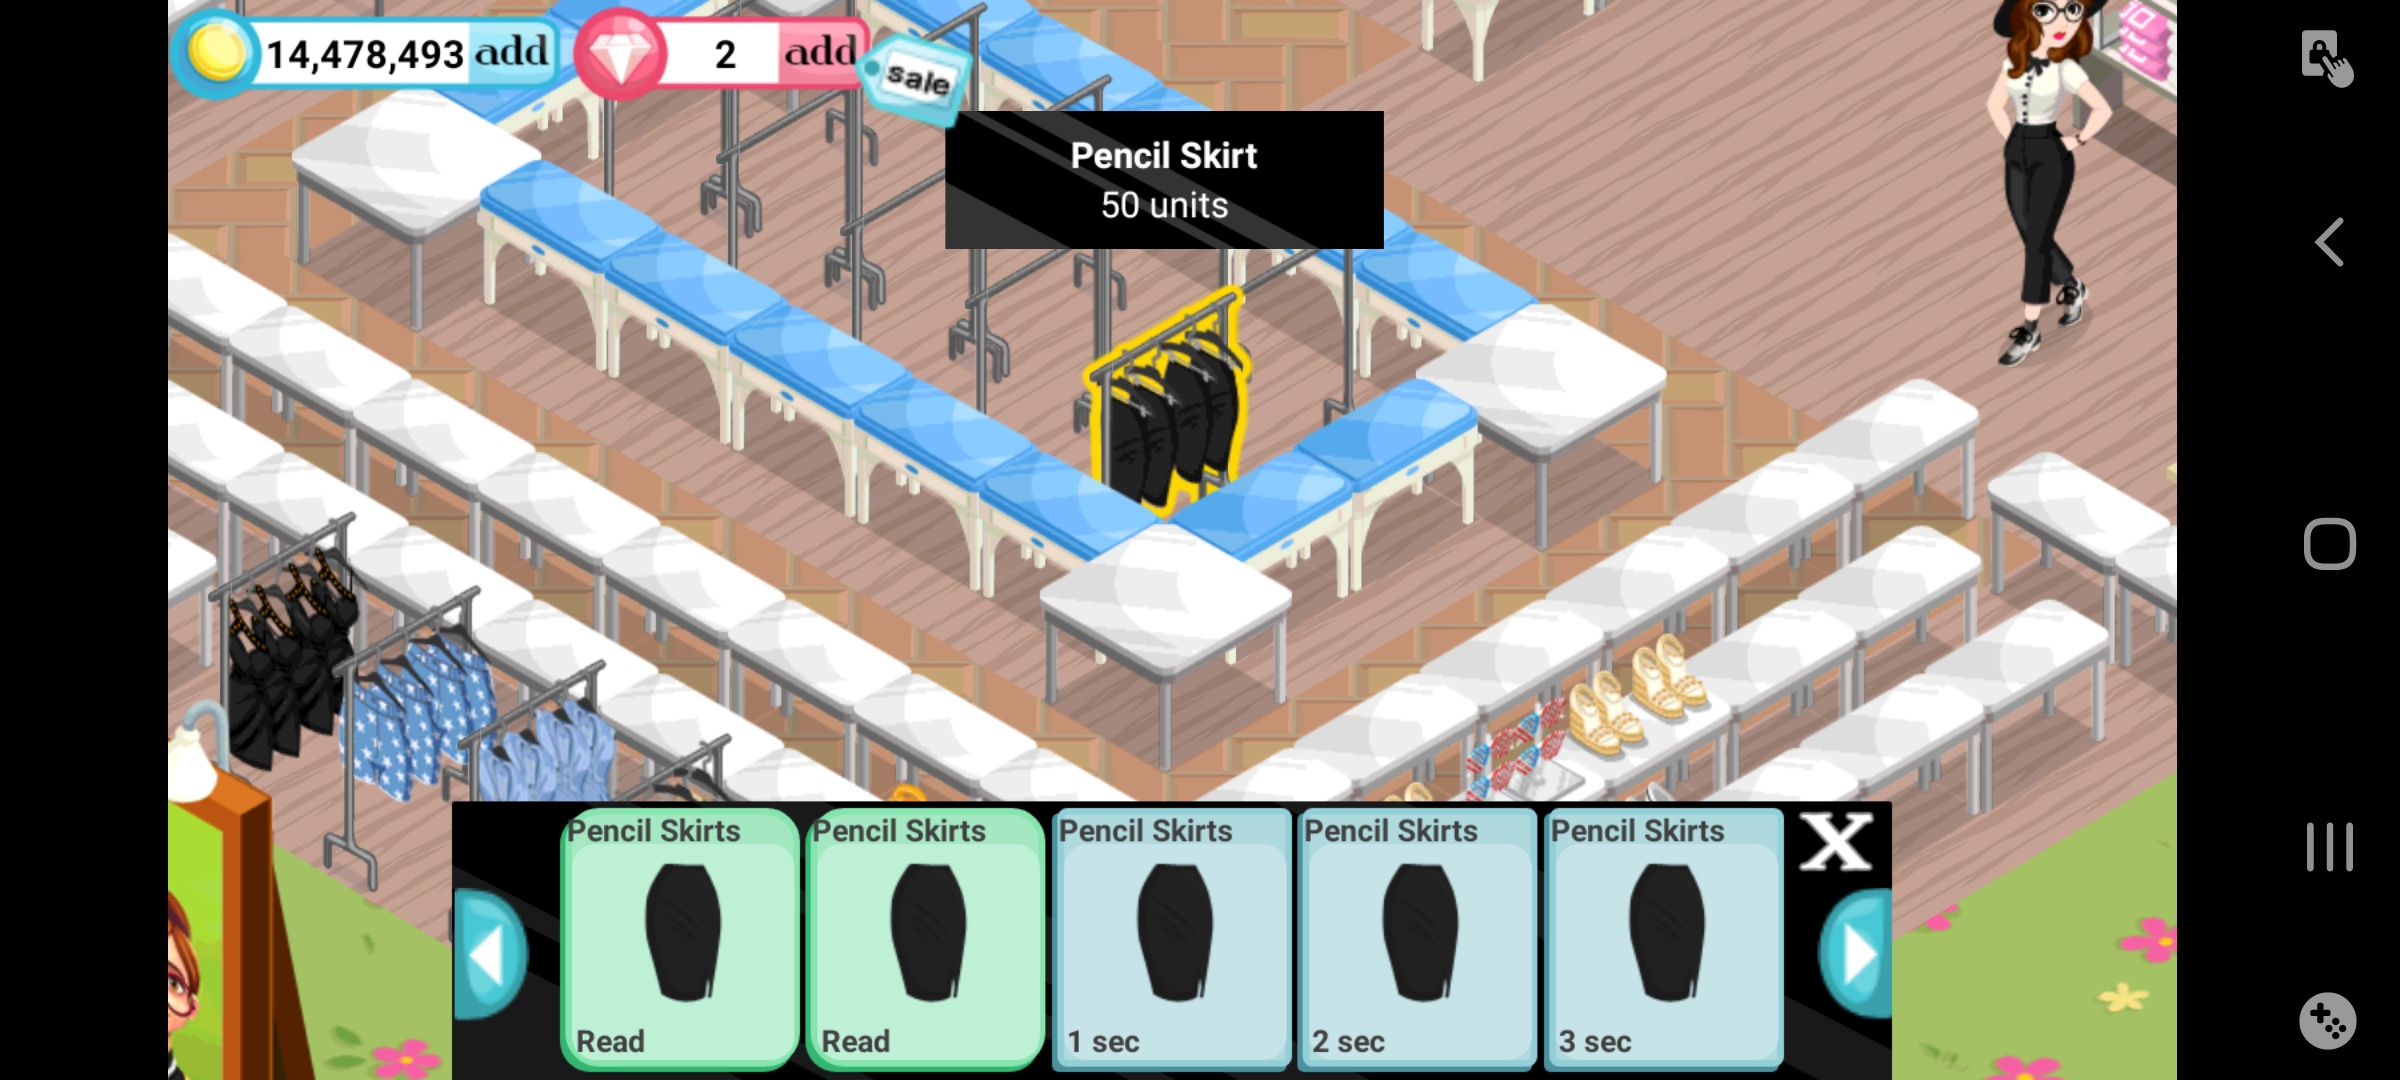 14,478,493 add
2 add
sale
Pencil Skirt
50 units
Pencil Skirts
Pencil Skirts
Pencil Skirts
Pencil Skirts
Pencil Skirts
X
Read
Read
1 sec
2 sec
3 sec